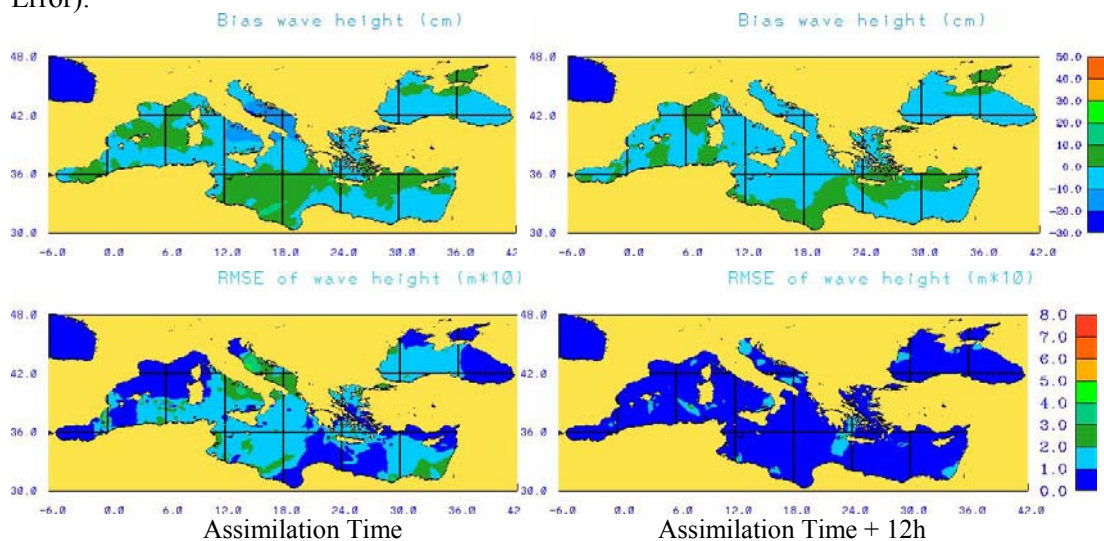 Error).
Bias wave height (cm) Bias wave height (cm)
48.0 48.0 50.0
40.0
30.0
42.0 42.0 20.0
10.0
36.0 36.0 0.0
-10.0
-20.0
30.0 30.0 -30.0
-6.0 0.0 6.0 12.0 18.0 24.0 30.0 36.0 42 -6.0 0.0 6.0 12.0 18.0 24.0 30.0 36.0 42.0
RMSE of wave height (m*10) RMSE of wave height (m*10)
48.0 48.0 8.0
7.0
6.0
42.0 42.0 5.0
4.0
36.0 36.0 3.0
2.0
1.0
30.0 30.0 0.0
-6.0 0.0 6.0 12.0 18.0 24.0 30.0 36.0 42 -6.0 0.0 6.0 12.0 18.0 24.0 30.0 36.0 42.0
Assimilation Time Assimilation Time + 12h